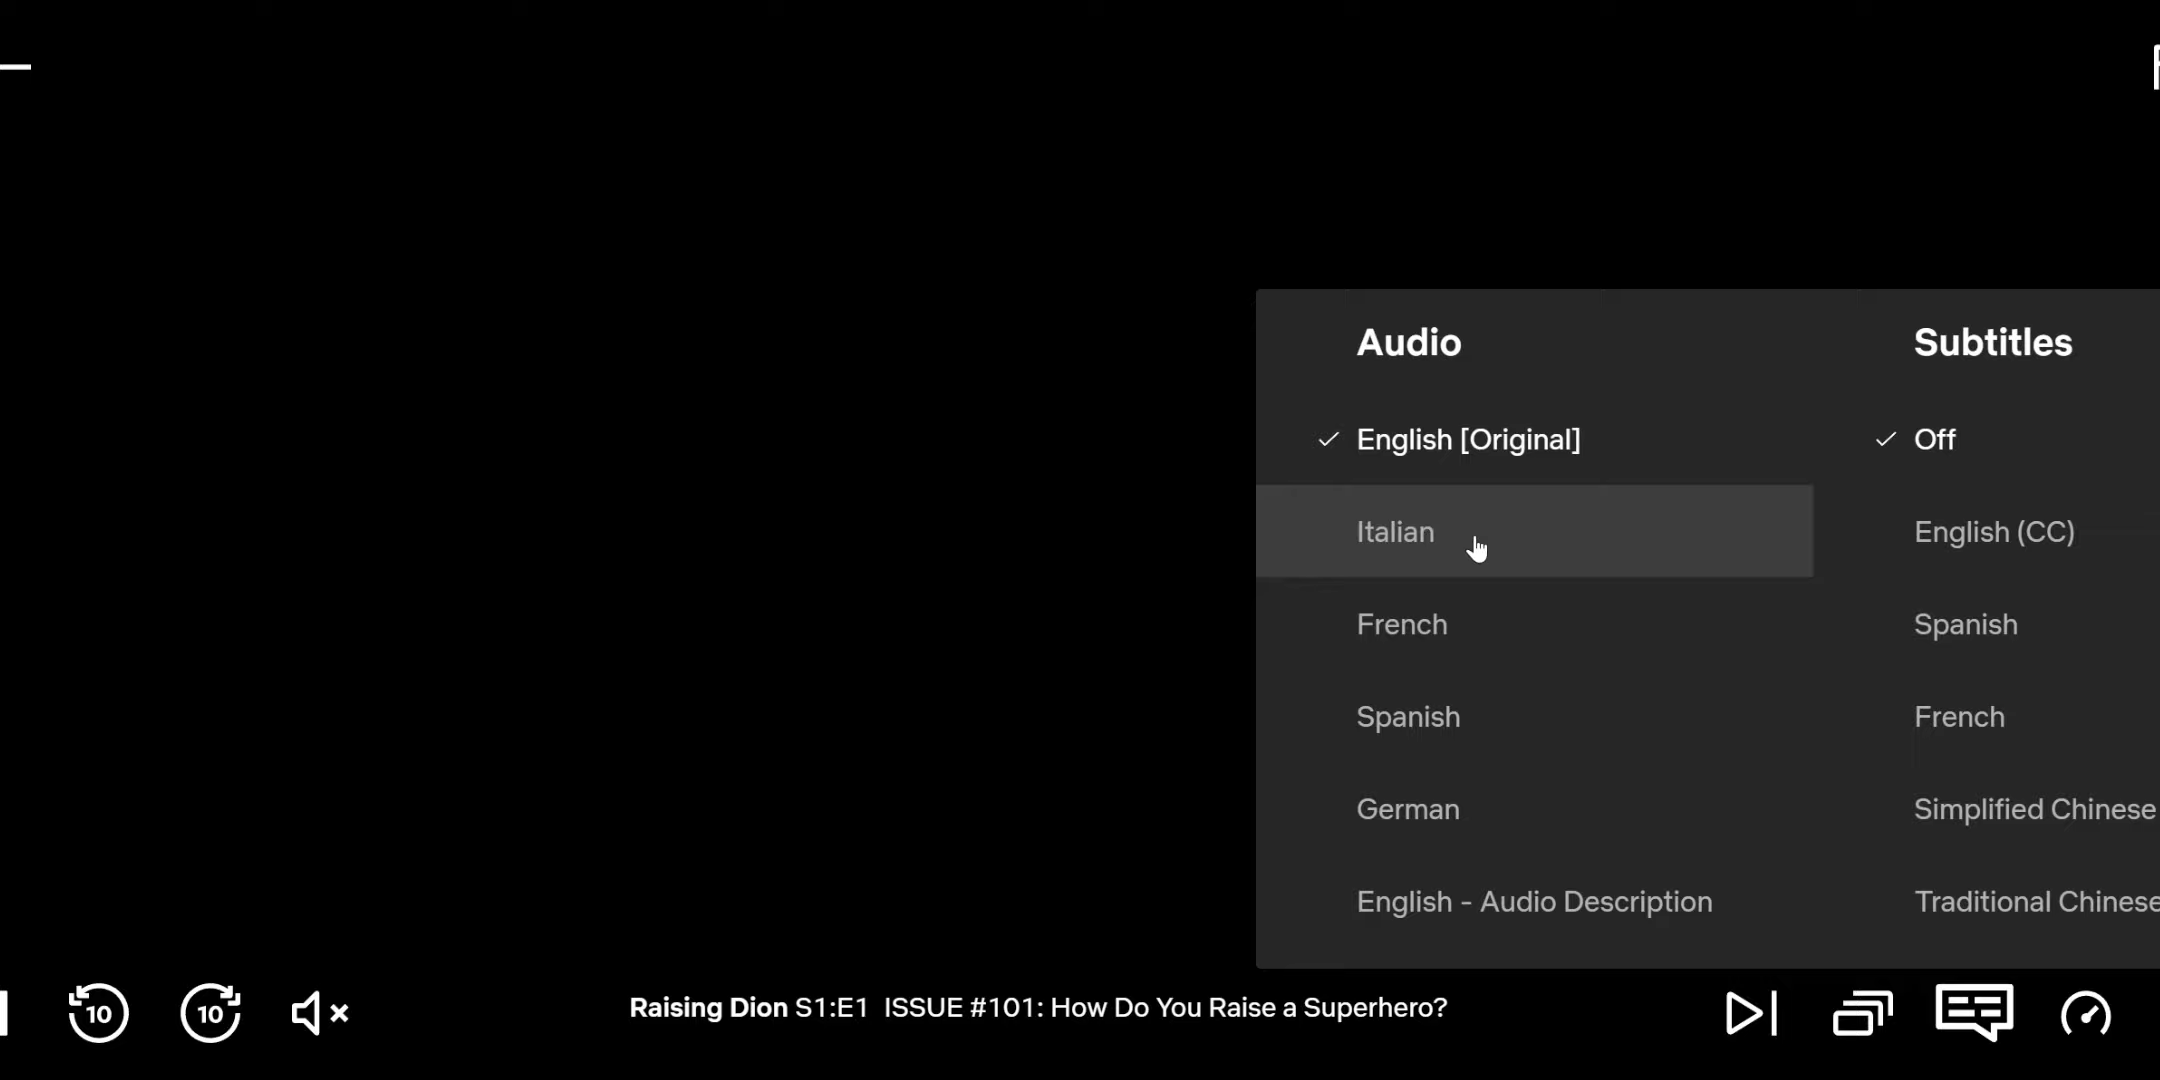 Audio
English [Original]
Italian
French
Spanish
German
English - Audio Description
Subtitles
Off
English (CC)
Spanish
French
Simplified Chinese
Traditional Chinese
10
10
Raising Dion S1:E1 ISSUE #101: How Do You Raise a Superhero?